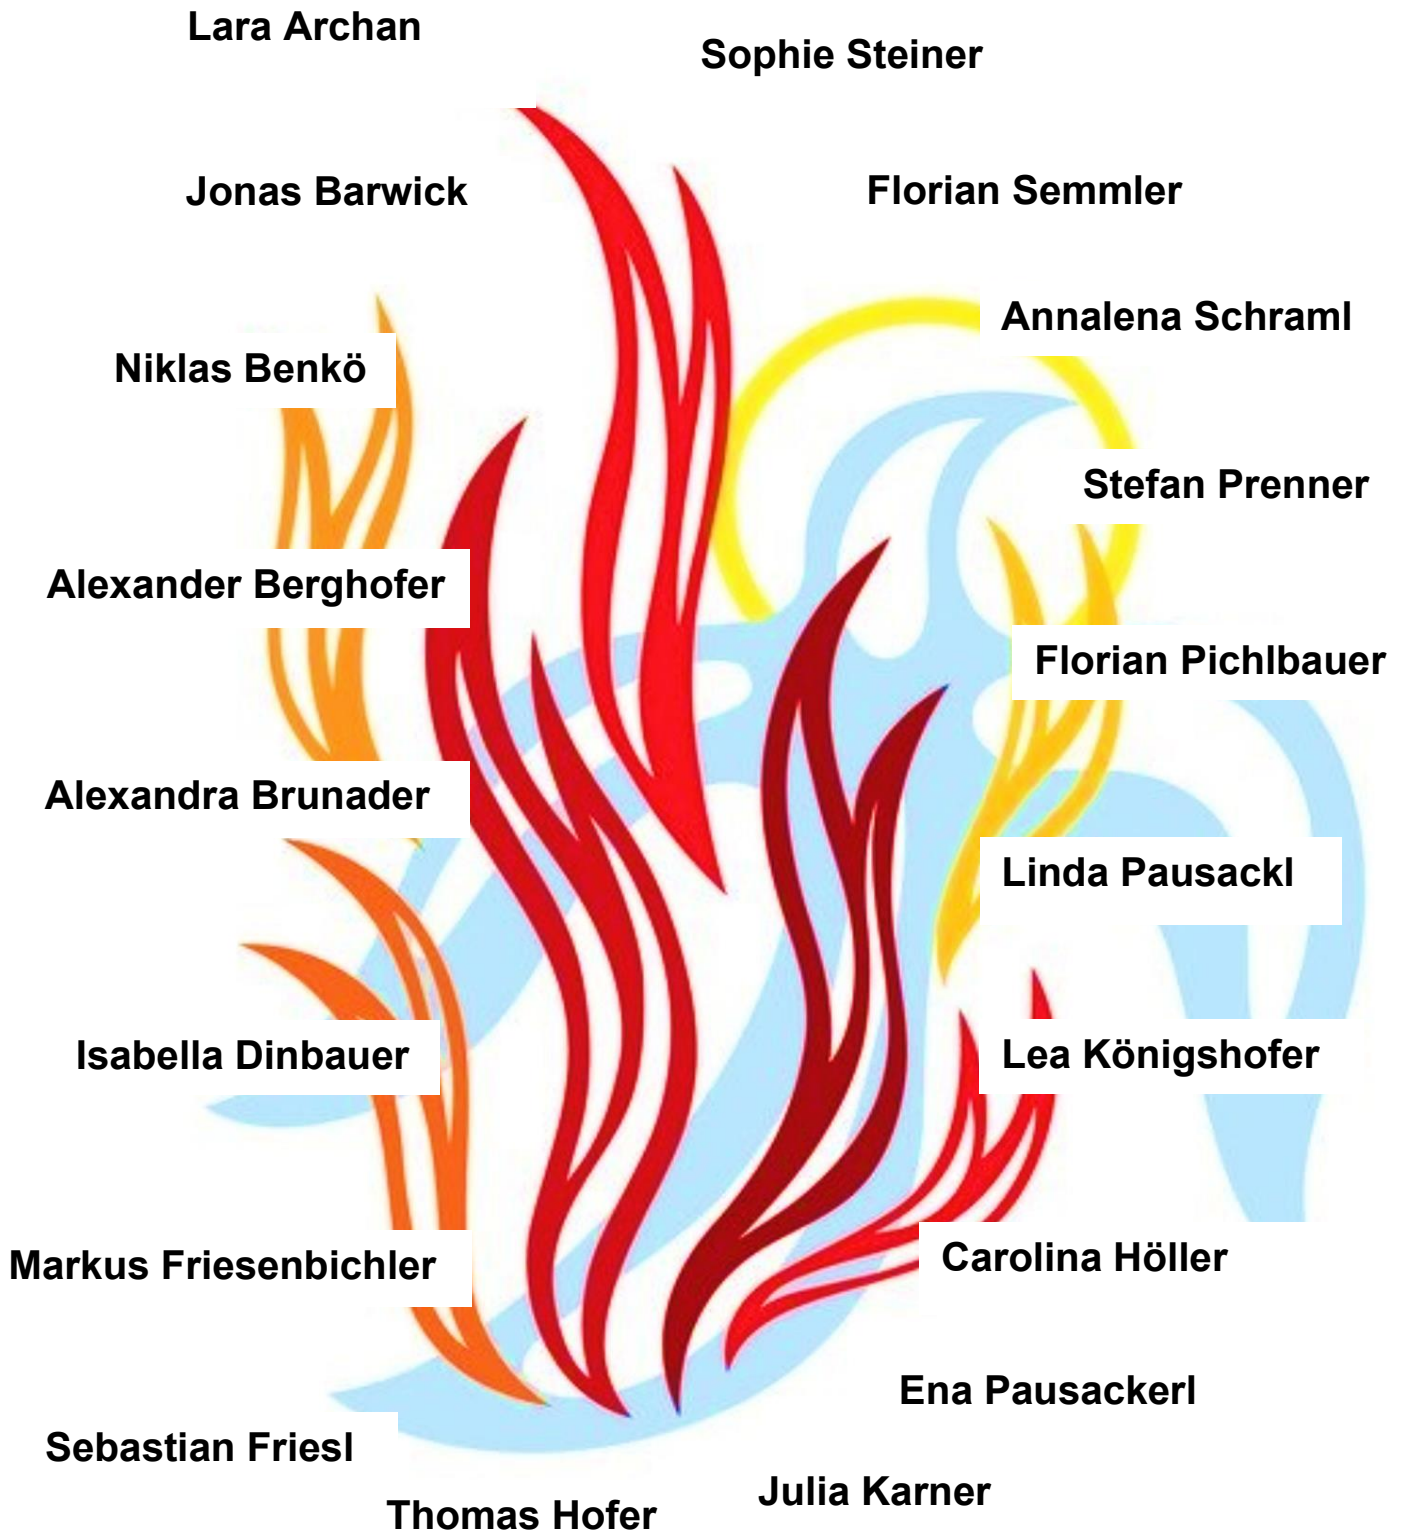 Lara Archan
Sophie Steiner
Jonas Barwick
Florian Semmler
Annalena Schraml
Niklas Benkö
Stefan Prenner
Alexander Berghofer
Florian Pichlbauer
Alexandra Brunader
Linda Pausackl
Isabella Dinbauer
Lea Königshofer
Markus Friesenbichler
Carolina Höller
Ena Pausackerl
Sebastian Friesl
Julia Karner
Thomas Hofer